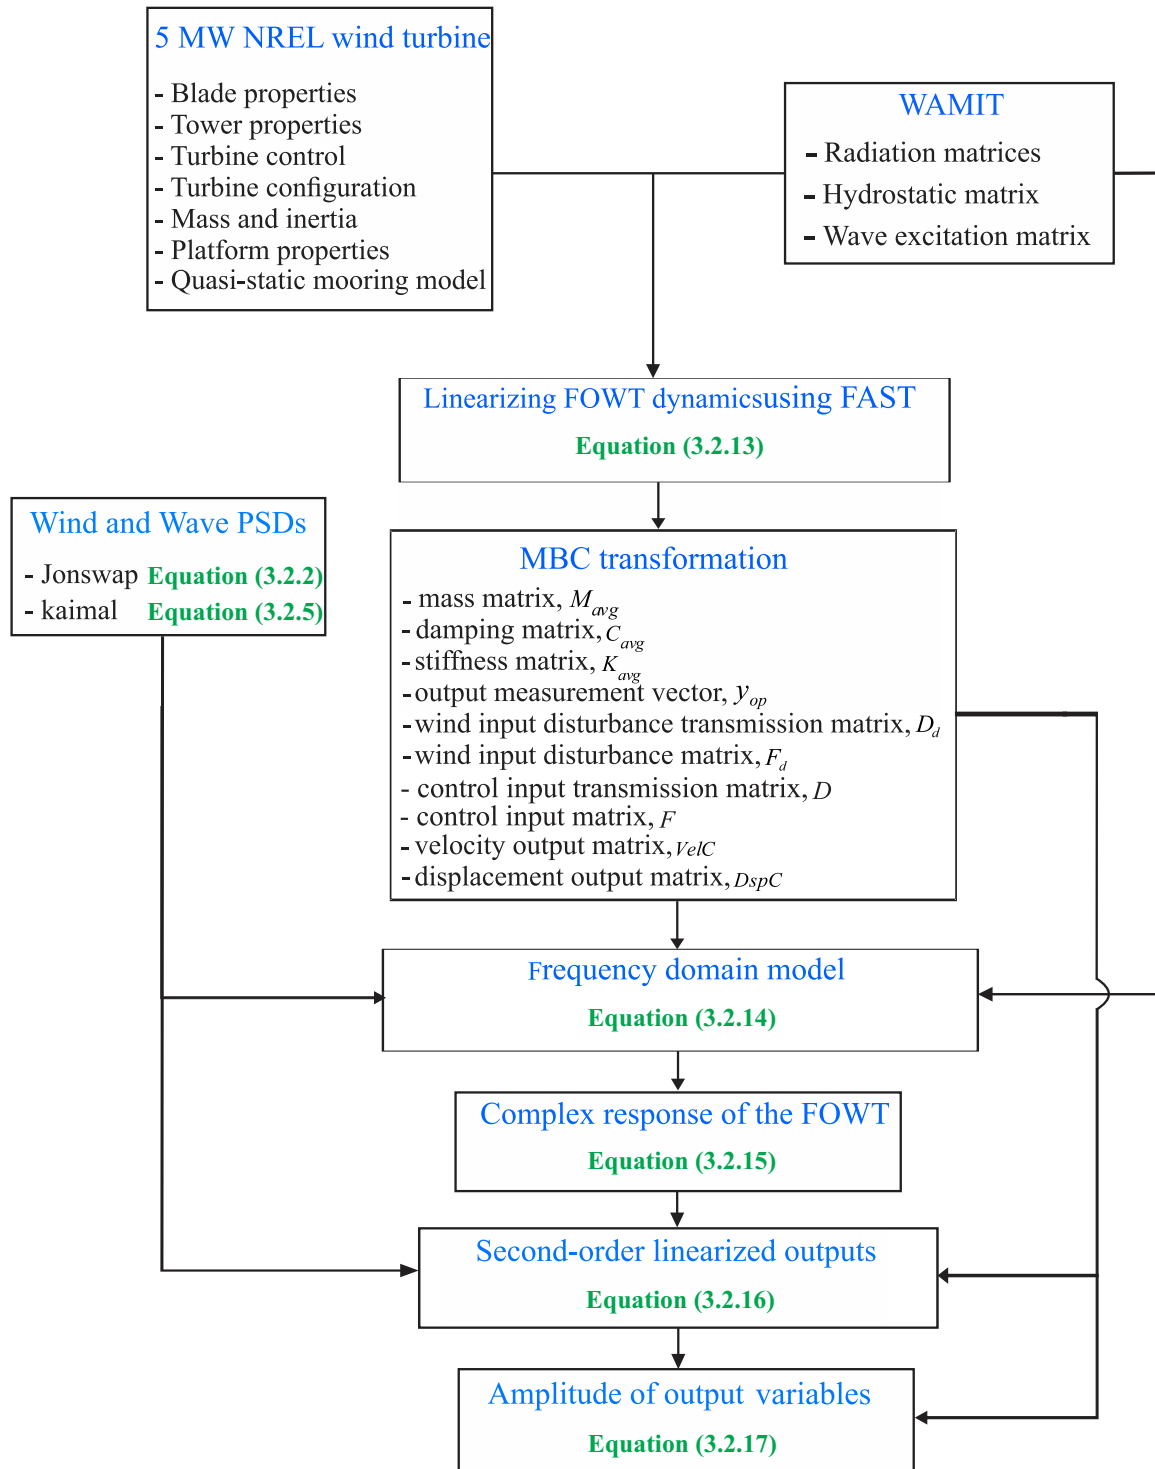 5 MW NREL wind turbine
- Blade properties
- Tower properties
- Turbine control
- Turbine configuration
- Mass and inertia
- Platform properties
- Quasi-static mooring model
WAMIT
- Radiation matrices
- Hydrostatic matrix
- Wave excitation matrix
Linearizing FOWT dynamicsusing FAST
Equation (3.2.13)
Wind and Wave PSDs
- Jonswap Equation (3.2.2)
- kaimal Equation (3.2.5)
MBC transformation
- mass matrix, M_avg
- damping matrix, C_avg
- stiffness matrix, K_avg
- output measurement vector, y_op
- wind input disturbance transmission matrix, D_d
- wind input disturbance matrix, F_d
- control input transmission matrix, D
- control input matrix, F
- velocity output matrix, VelC
- displacement output matrix, DspC
Frequency domain model
Equation (3.2.14)
Complex response of the FOWT
Equation (3.2.15)
Second-order linearized outputs
Equation (3.2.16)
Amplitude of output variables
Equation (3.2.17)